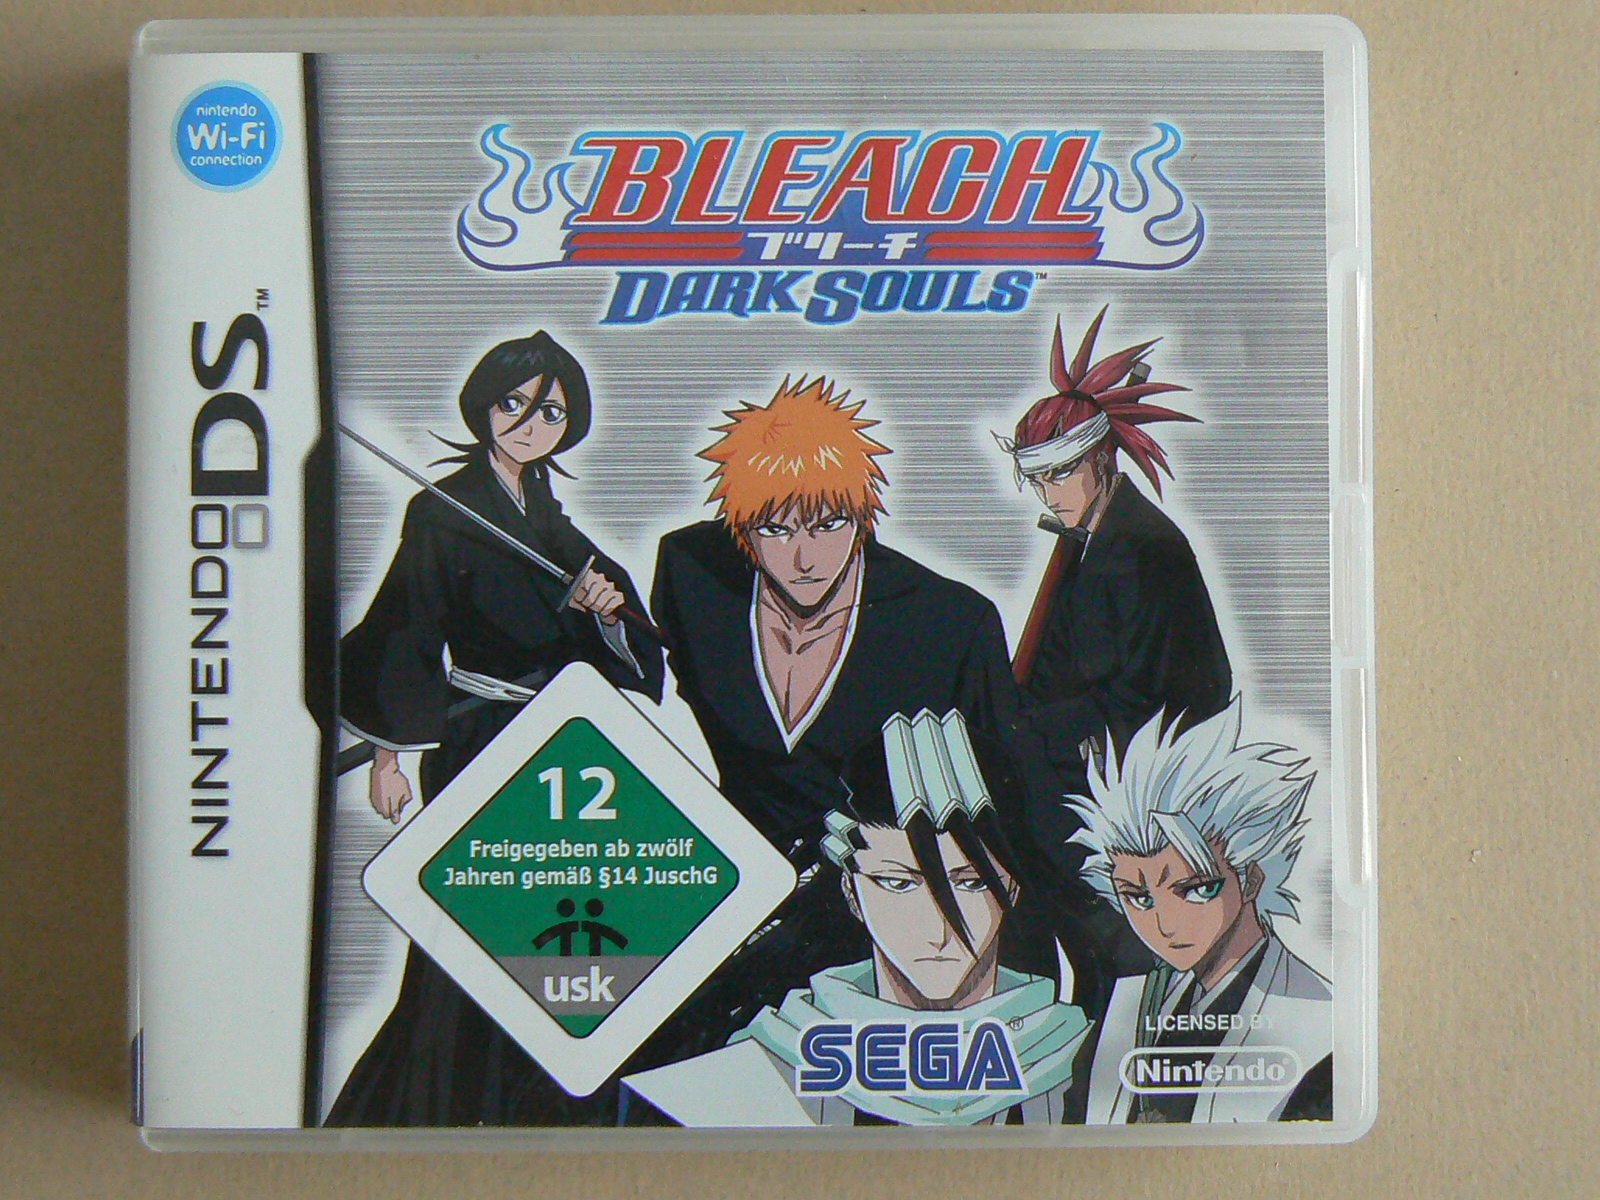 nintendo
Wi-Fi
connection
NINTENDO DS™
BLEACH
ブリーチ
DARK SOULS™
12
Freigegeben ab zwölf
Jahren gemäß §14 JuschG
usk
SEGA®
LICENSED BY
Nintendo®